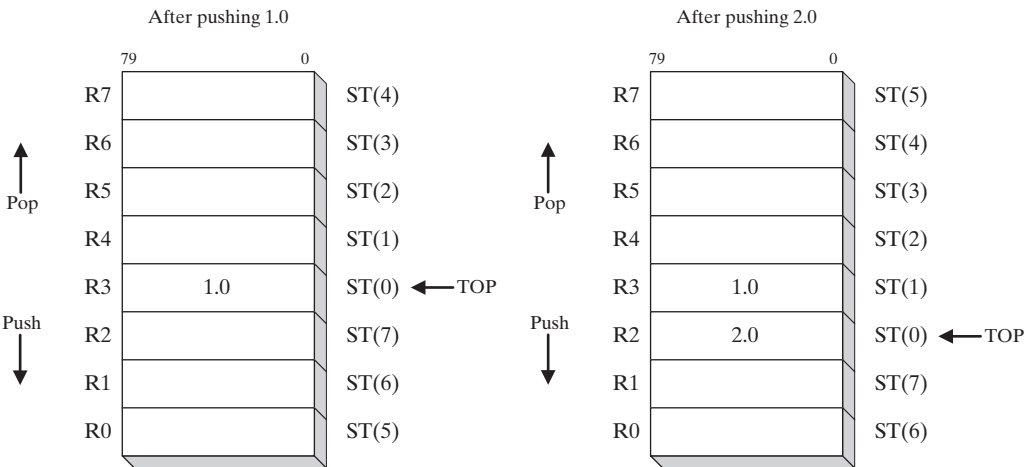 After pushing 1.0
79 0
R7 ST(4)
R6 ST(3)
R5 ST(2)
R4 ST(1)
R3 1.0 ST(0) TOP
R2 ST(7)
R1 ST(6)
R0 ST(5)
Pop
Push
After pushing 2.0
79 0
R7 ST(5)
R6 ST(4)
R5 ST(3)
R4 ST(2)
R3 1.0 ST(1)
R2 2.0 ST(0) TOP
R1 ST(7)
R0 ST(6)
Pop
Push